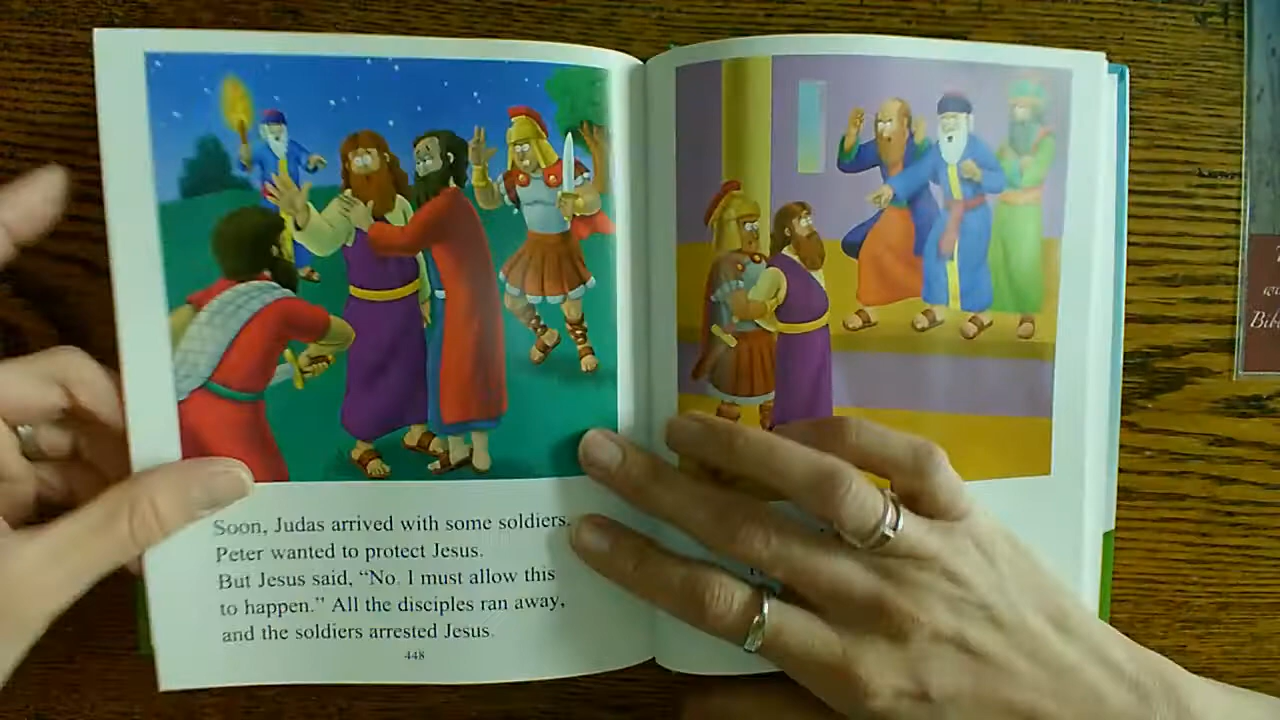 Soon, Judas arrived with some soldiers.
Peter wanted to protect Jesus.
But Jesus said, “No. I must allow this
to happen.” All the disciples ran away,
and the soldiers arrested Jesus.
448